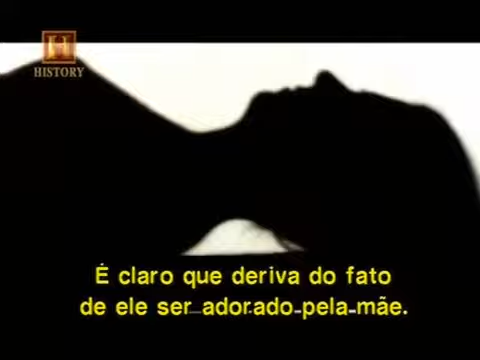 H
HISTORY
É claro que deriva do fato
de ele ser adorado pela mãe.